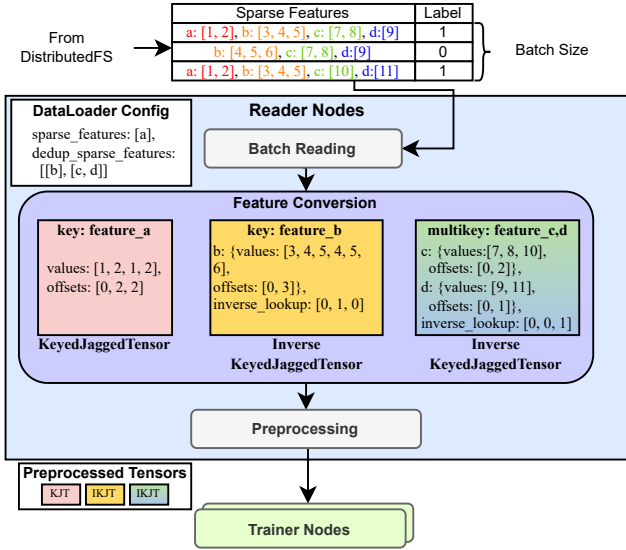 Sparse Features Label
a: [1, 2], b: [3, 4, 5], c: [7, 8], d:[9] 1
b: [4, 5, 6], c: [7, 8], d:[9] 0
a: [1, 2], b: [3, 4, 5], c: [10], d:[11] 1
From
DistributedFS
Batch Size
DataLoader Config
sparse_features: [a],
dedup_sparse_features:
[[b], [c, d]]
Reader Nodes
Batch Reading
Feature Conversion
key: feature_a
values: [1, 2, 1, 2],
offsets: [0, 2, 2]
KeyedJaggedTensor
key: feature_b
b: {values: [3, 4, 5, 4, 5,
6],
offsets: [0, 3]},
inverse_lookup: [0, 1, 0]
Inverse
KeyedJaggedTensor
multikey: feature_c,d
c: {values:[7, 8, 10],
offsets: [0, 2]},
d: {values: [9, 11],
offsets: [0, 1]},
inverse_lookup: [0, 0, 1]
Inverse
KeyedJaggedTensor
Preprocessing
Preprocessed Tensors
KJT IKJT IKJT
Trainer Nodes